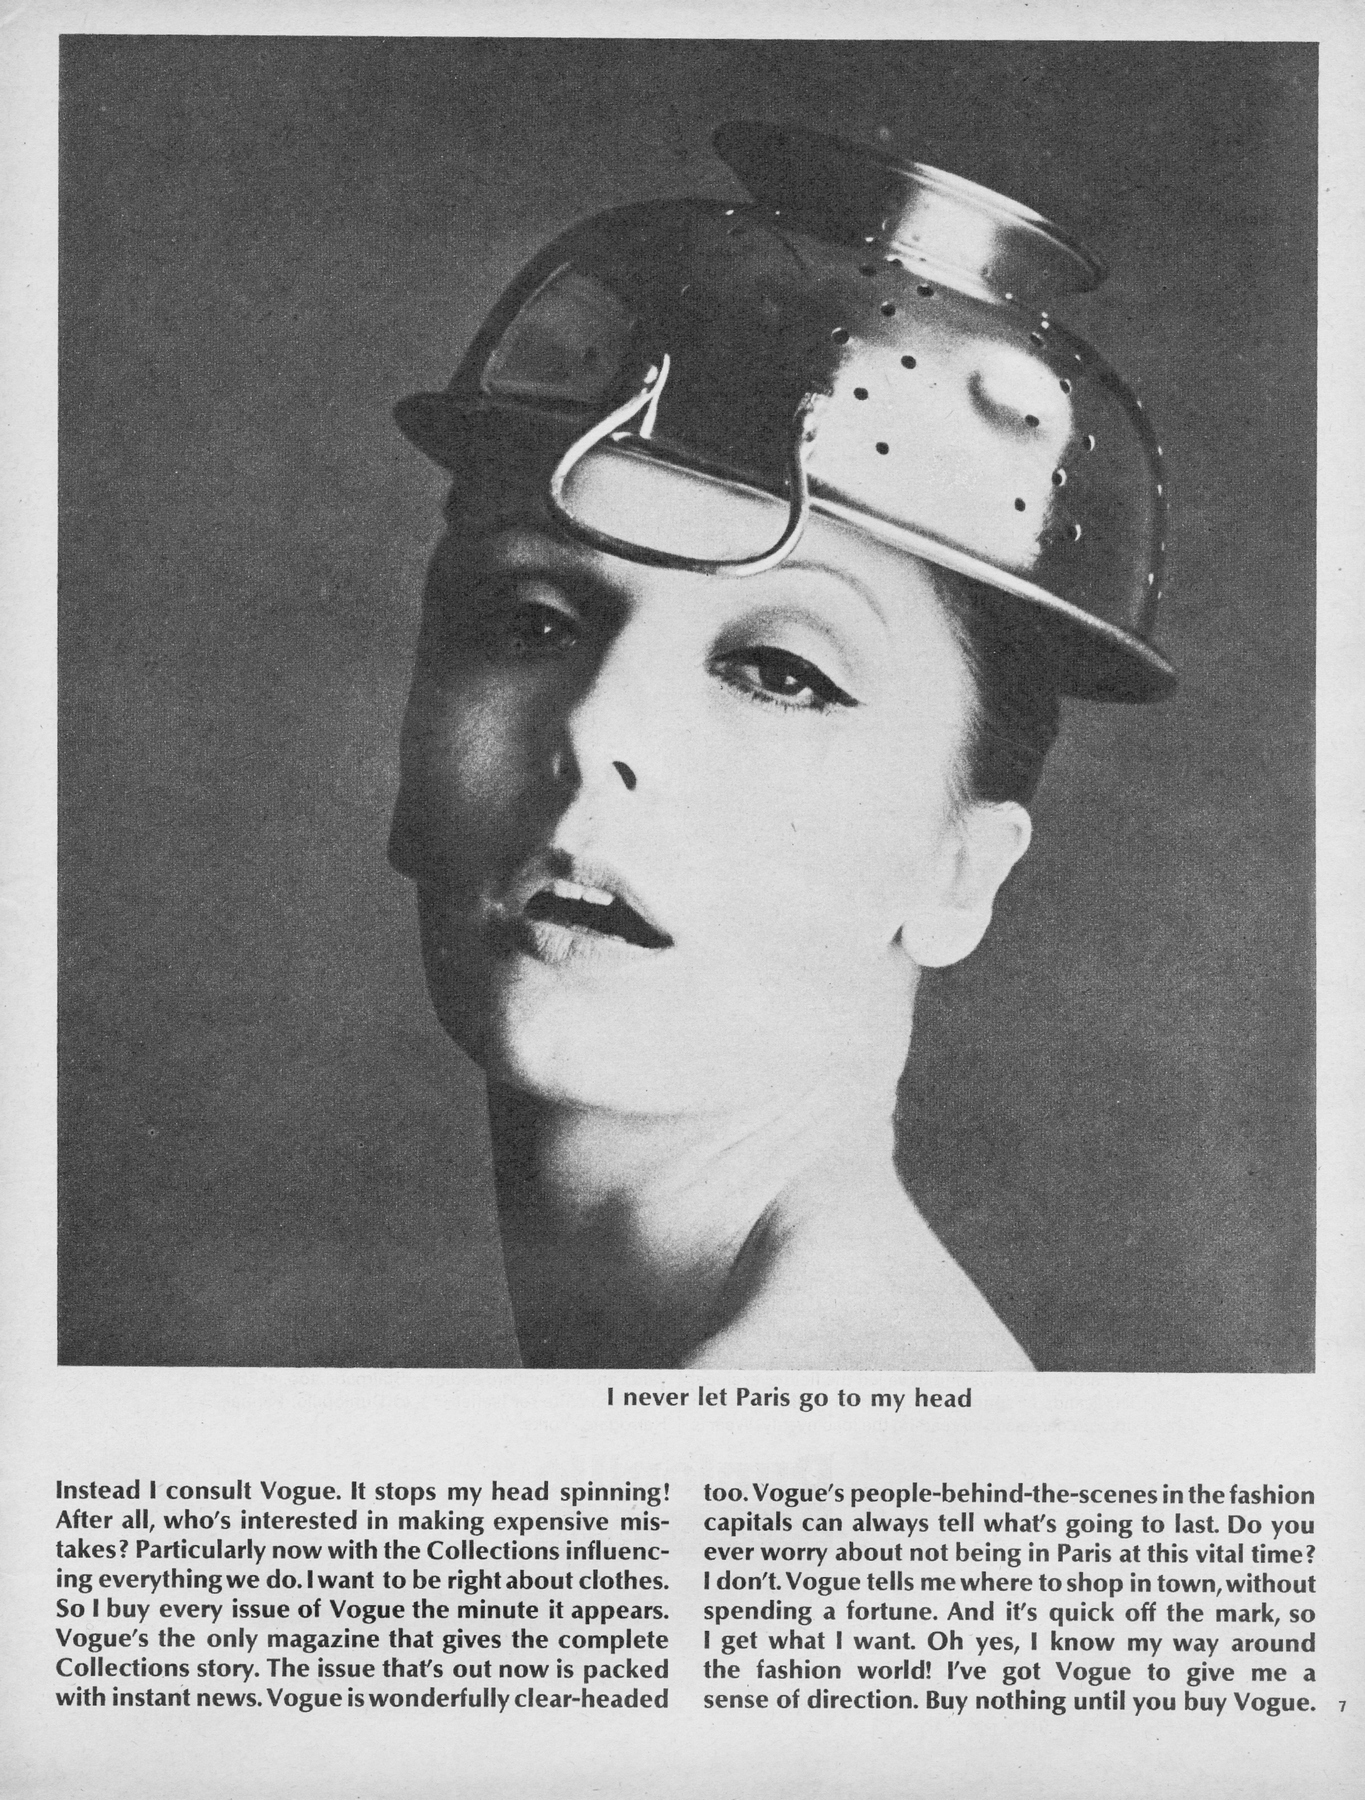 I never let Paris go to my head
Instead I consult Vogue. It stops my head spinning!
After all, who's interested in making expensive mis-
takes? Particularly now with the Collections influenc-
ing everything we do. I want to be right about clothes.
So I buy every issue of Vogue the minute it appears.
Vogue's the only magazine that gives the complete
Collections story. The issue that's out now is packed
with instant news. Vogue is wonderfully clear-headed
too. Vogue's people-behind-the-scenes in the fashion
capitals can always tell what's going to last. Do you
ever worry about not being in Paris at this vital time?
I don't. Vogue tells me where to shop in town, without
spending a fortune. And it's quick off the mark, so
I get what I want. Oh yes, I know my way around
the fashion world! I've got Vogue to give me a
sense of direction. Buy nothing until you buy Vogue.
7